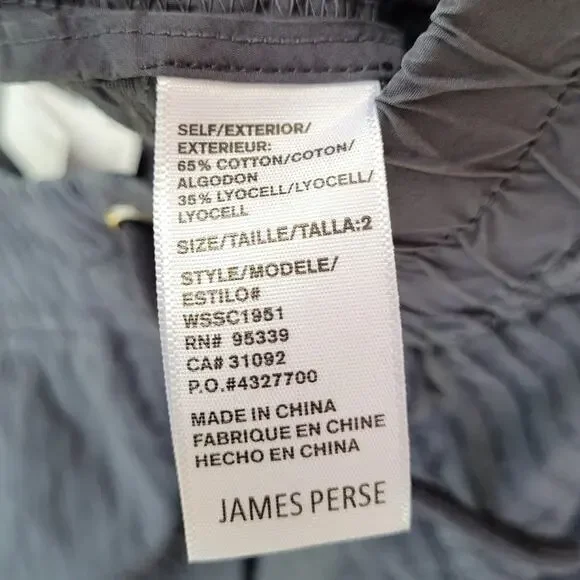 SELF/EXTERIOR/
EXTERIEUR:
65% COTTON/COTON/
ALGODON
35% LYOCELL/LYOCELL/
LYOCELL
SIZE/TAILLE/TALLA:2
STYLE/MODELE/
ESTILO#
WSSC1951
RN# 95339
CA# 31092
P.O.#4327700
MADE IN CHINA
FABRIQUE EN CHINE
HECHO EN CHINA
JAMES PERSE